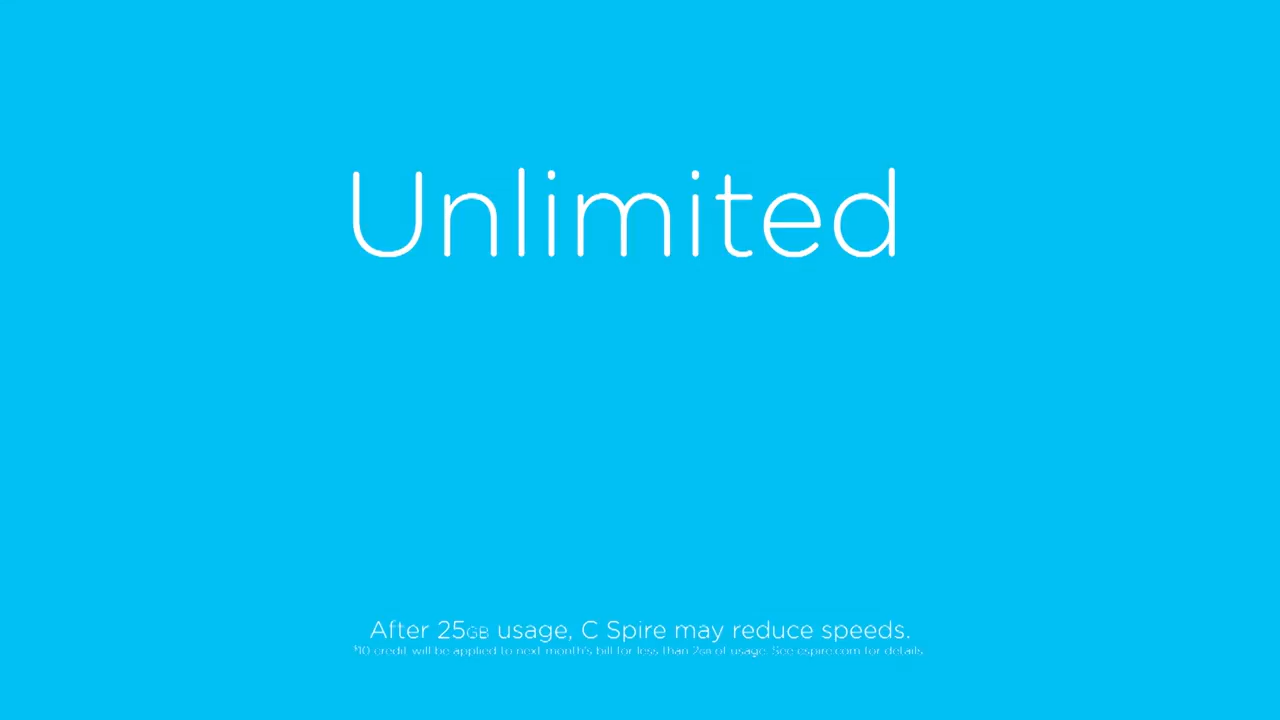 Unlimited
After 25GB usage, C Spire may reduce speeds.
$10 credit will be applied to next month's bill for less than 2GB of usage. See cspire.com for details.